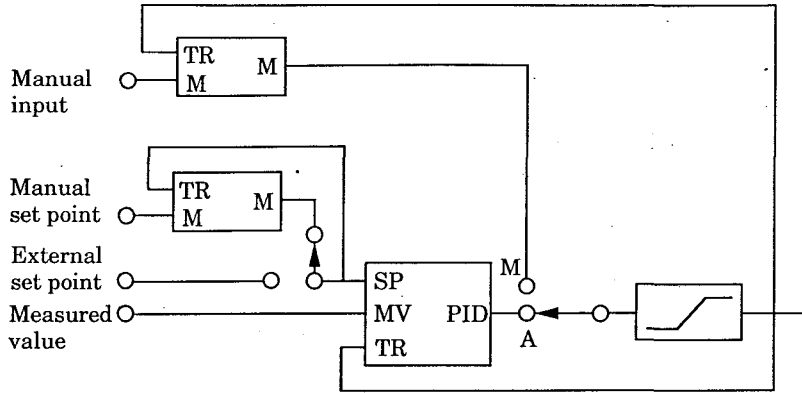 TR
M
M
Manual
input
TR
M
M
Manual
set point
External
set point
M
SP
Measured
value
MV
PID
A
TR